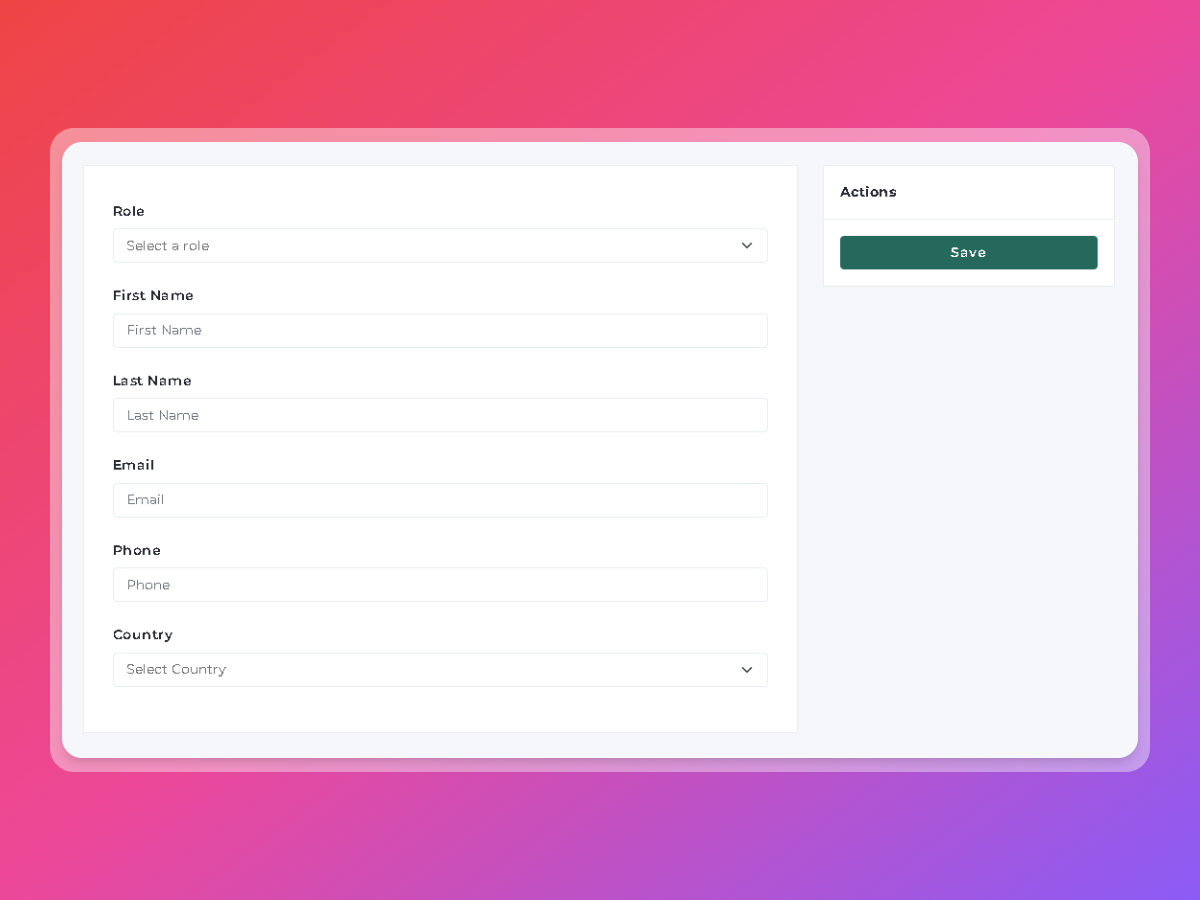 Role
Select a role
First Name
First Name
Last Name
Last Name
Email
Email
Phone
Phone
Country
Select Country
Actions
Save